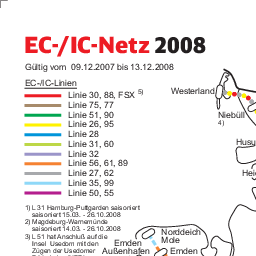 EC-/IC-Netz 2008
Gültig vom 09.12.2007 bis 13.12.2008
EC-/IC-Linien
Linie 30, 88, FSX 5)
Linie 75, 77
Linie 51, 90
Linie 26, 95
Linie 28
Linie 31, 60
Linie 32
Linie 56, 61, 89
Linie 27, 62
Linie 35, 99
Linie 50, 55
1) L 31 Hamburg-Puttgarden saisoniert
saisoniert 15.03. - 26.10.2008
2) Magdeburg-Warnemünde
saisoniert 14.03. - 26.10.2008
3) L 51 hat Anschluß auf die
Insel Usedom mit den
Zügen der Usedomer
Westerland
Niebüll
4)
Husu
Hei
Norddeich
Mole
Emden
Außenhafen
Emden